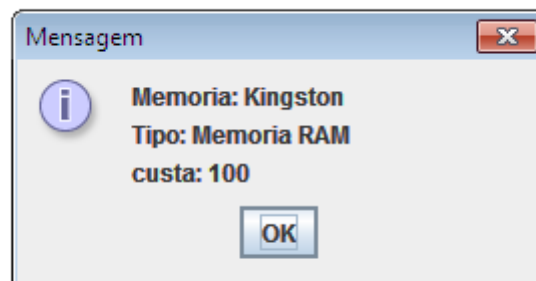 Mensagem
Memoria: Kingston
Tipo: Memoria RAM
custa: 100
OK